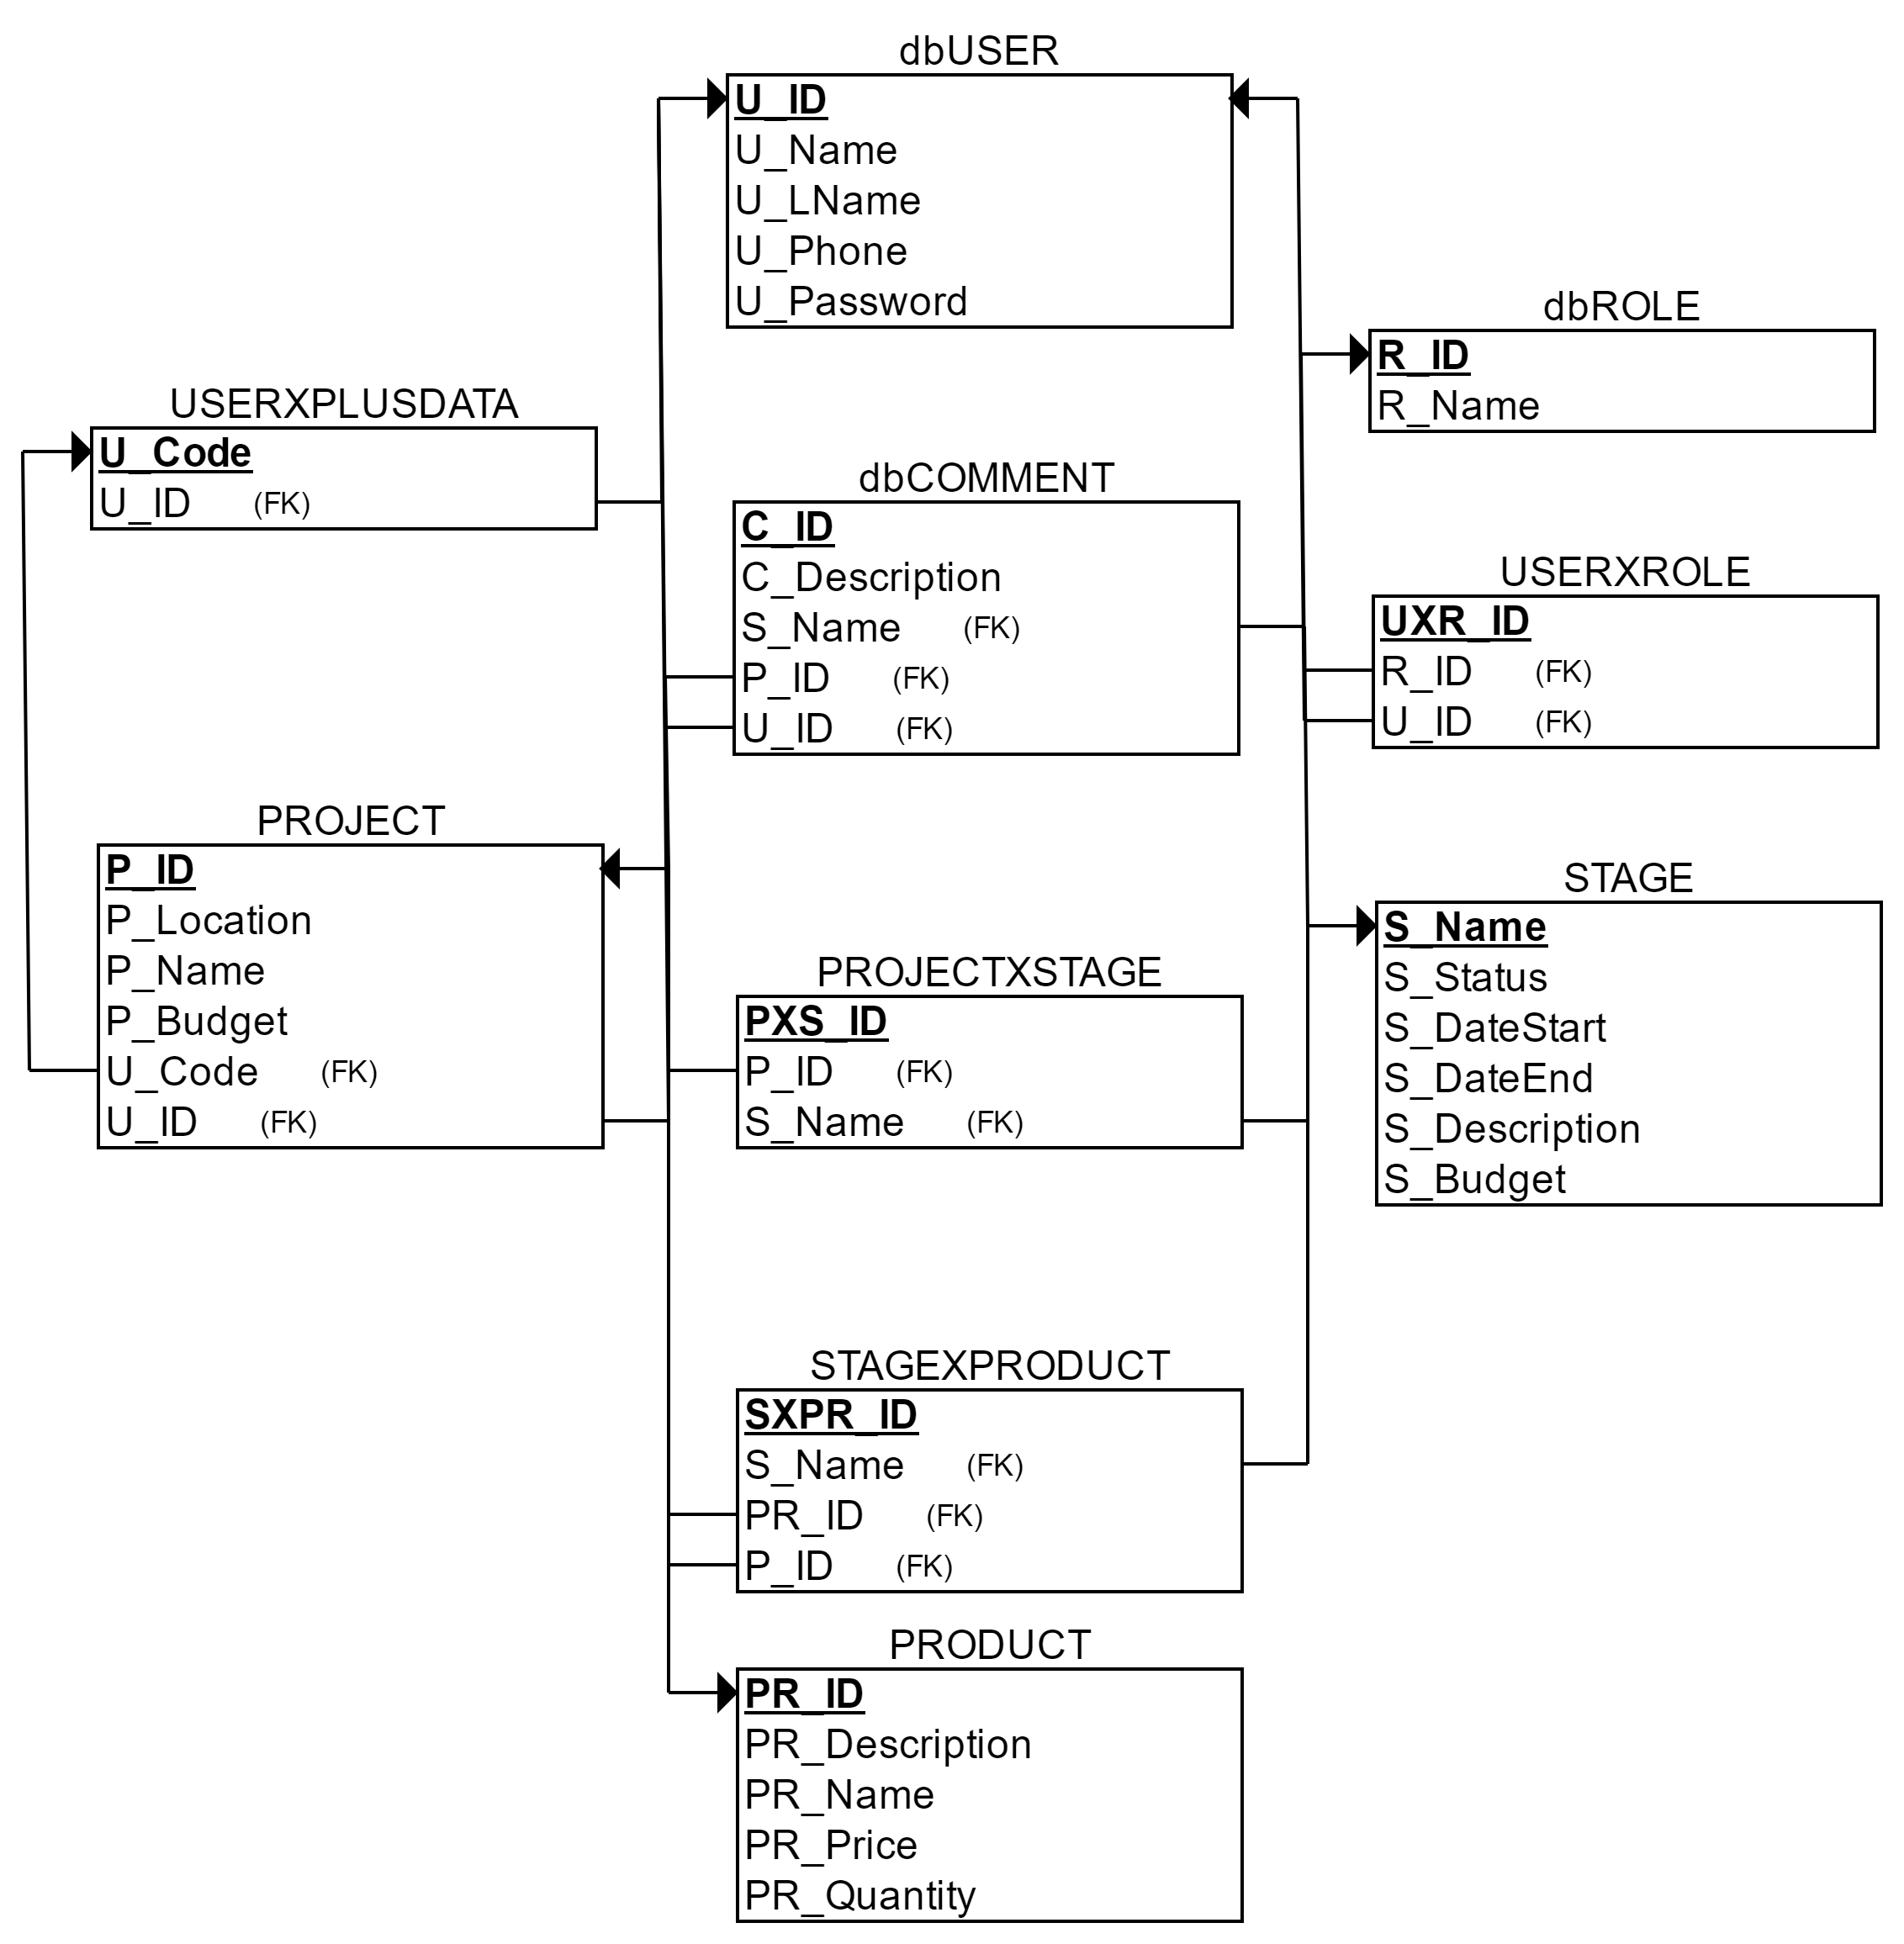 dbUSER
U_ID
U_Name
U_LName
U_Phone
U_Password
dbROLE
R_ID
R_Name
USERXPLUSDATA
U_Code
U_ID (FK)
dbCOMMENT
C_ID
C_Description
S_Name (FK)
P_ID (FK)
U_ID (FK)
USERXROLE
UXR_ID
R_ID (FK)
U_ID (FK)
PROJECT
P_ID
P_Location
P_Name
P_Budget
U_Code (FK)
U_ID (FK)
STAGE
S_Name
S_Status
S_DateStart
S_DateEnd
S_Description
S_Budget
PROJECTXSTAGE
PXS_ID
P_ID (FK)
S_Name (FK)
STAGEXPRODUCT
SXPR_ID
S_Name (FK)
PR_ID (FK)
P_ID (FK)
PRODUCT
PR_ID
PR_Description
PR_Name
PR_Price
PR_Quantity